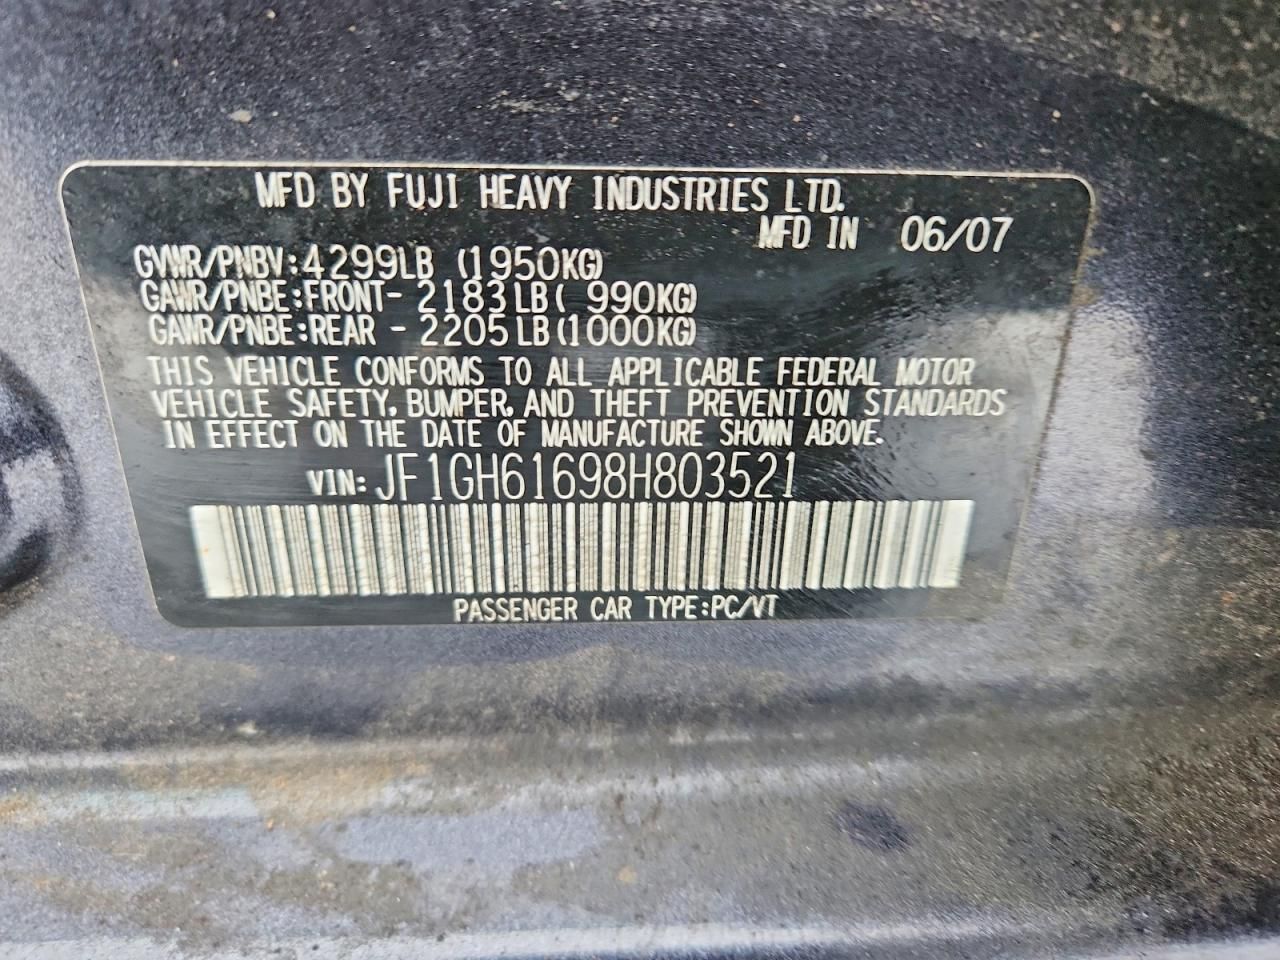 MFD BY FUJI HEAVY INDUSTRIES LTD.
MFD IN 06/07
GVWR/PNBV:4299LB (1950KG)
GAWR/PNBE:FRONT- 2183LB( 990KG)
GAWR/PNBE:REAR - 2205LB(1000KG)
THIS VEHICLE CONFORMS TO ALL APPLICABLE FEDERAL MOTOR
VEHICLE SAFETY, BUMPER, AND THEFT PREVENTION STANDARDS
IN EFFECT ON THE DATE OF MANUFACTURE SHOWN ABOVE.
VIN: JF1GH61698H803521
PASSENGER CAR TYPE:PC/VT